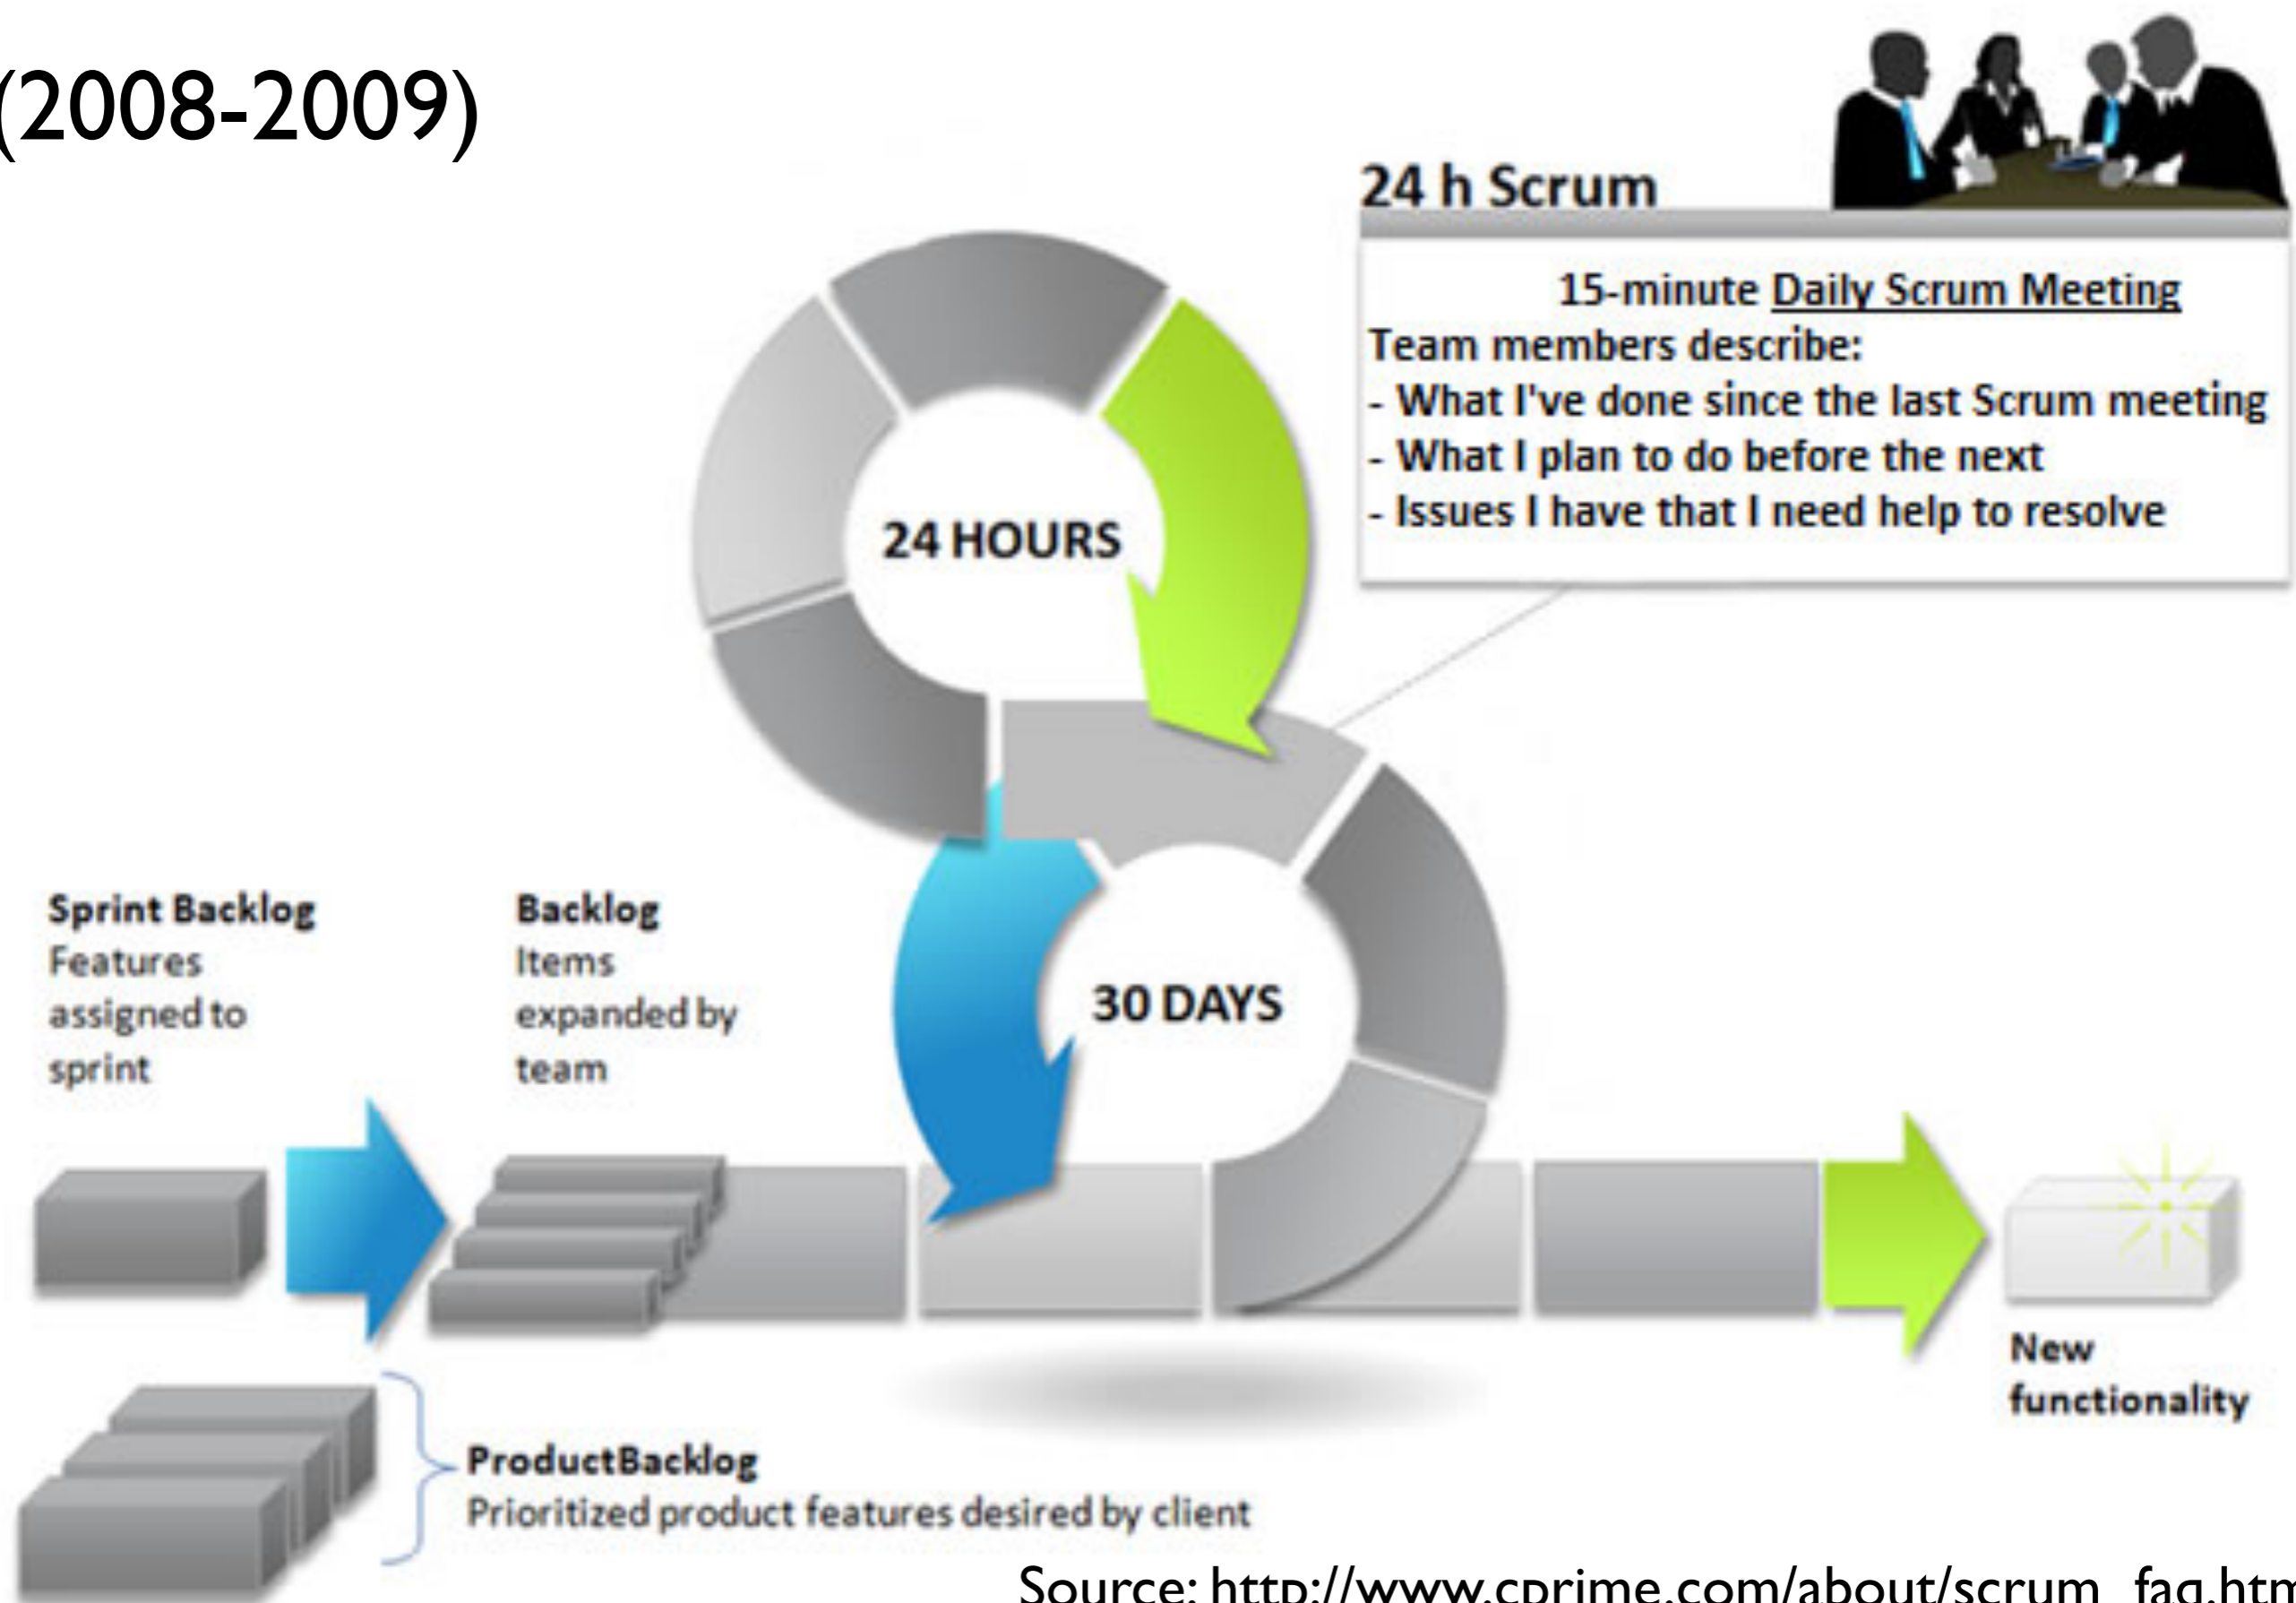 (2008-2009)
24 h Scrum
15-minute Daily Scrum Meeting
Team members describe:
- What I've done since the last Scrum meeting
- What I plan to do before the next
- Issues I have that I need help to resolve
24 HOURS
30 DAYS
Sprint Backlog
Features
assigned to
sprint
Backlog
Items
expanded by
team
New
functionality
ProductBacklog
Prioritized product features desired by client
Source: http://www.cprime.com/about/scrum_faq.htm